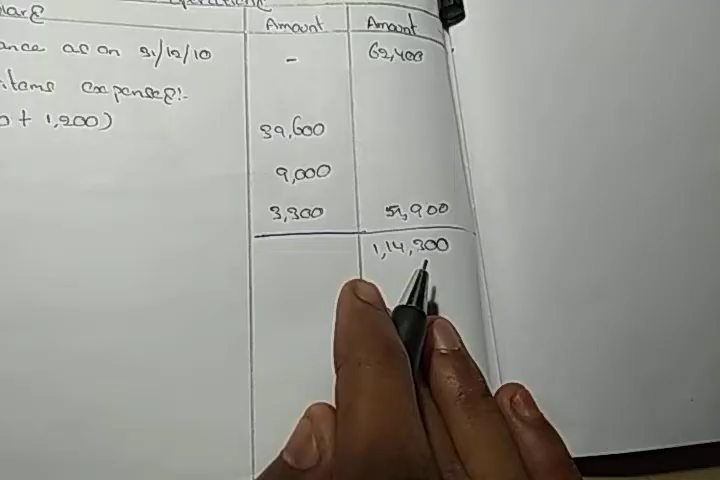 Amount Amount
ance as on 31/12/10 - 62,400
items expenses:-
0 + 1,200)
39,600
9,000
3,300 51,900
1,14,300